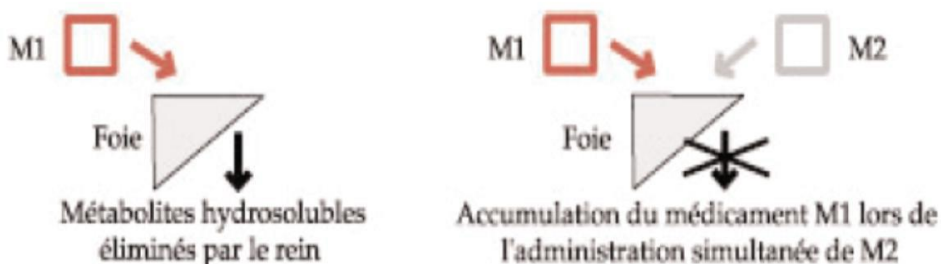 M1
Foie
Métabolites hydrosolubles
éliminés par le rein
M1
M2
Foie
Accumulation du médicament M1 lors de
l'administration simultanée de M2